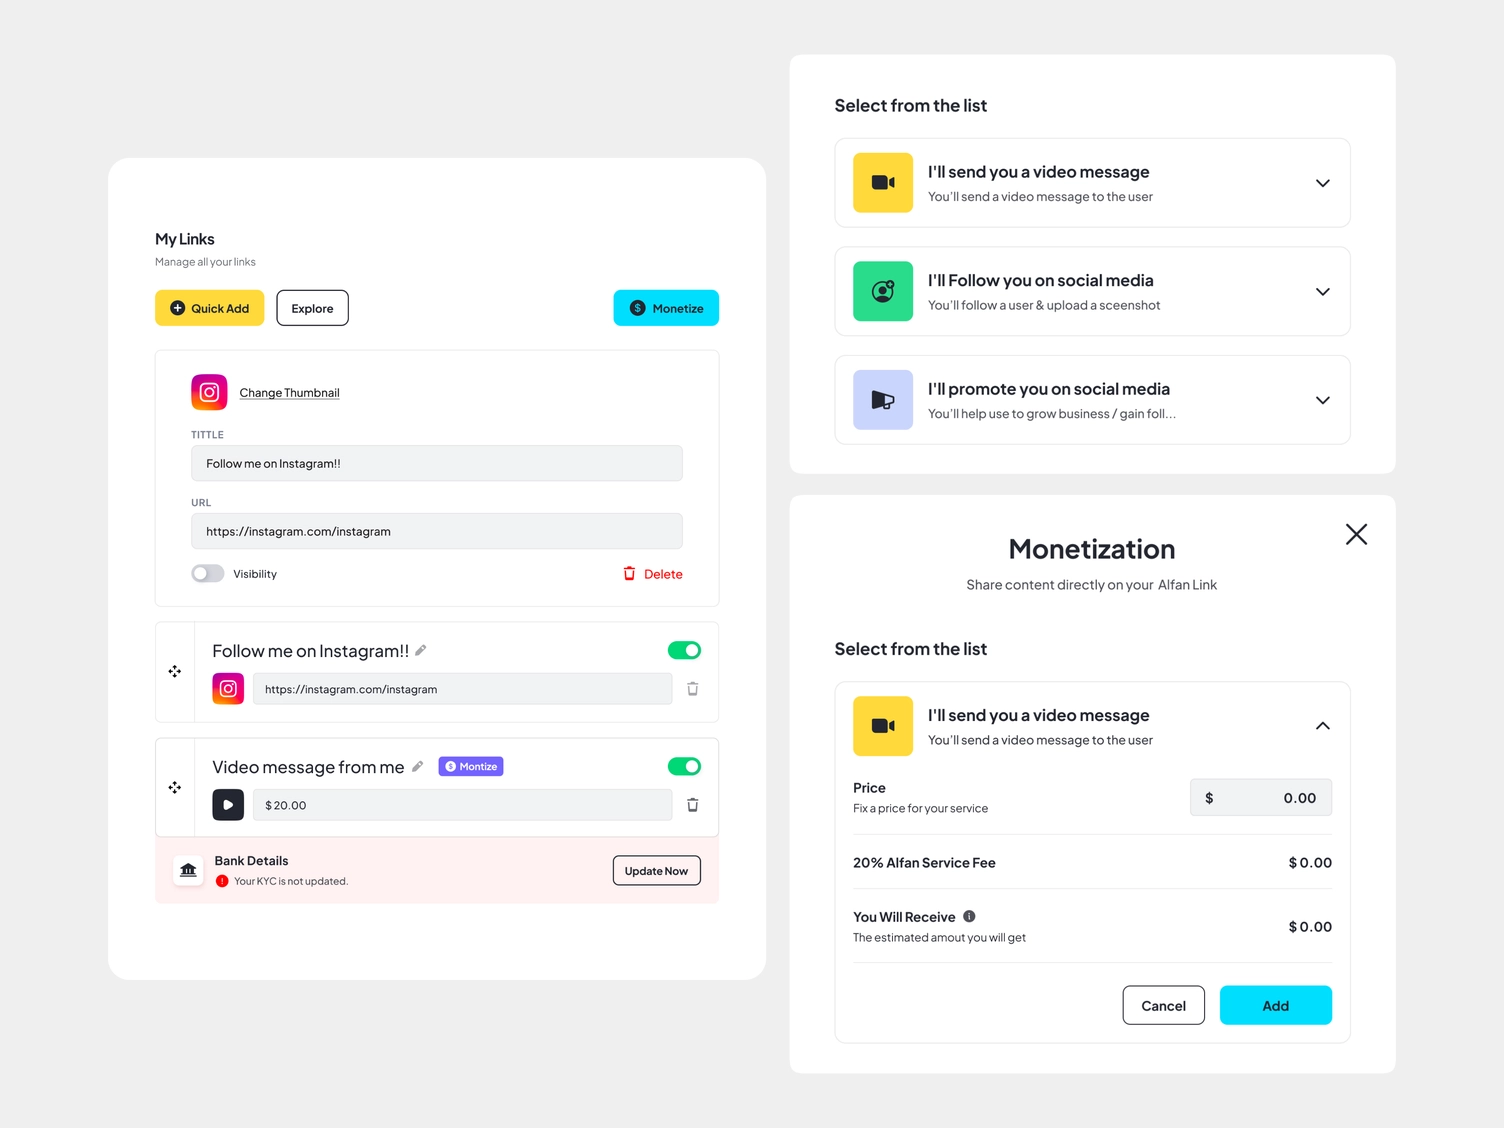 My Links
Manage all your links
Quick Add
Explore
Monetize
Change Thumbnail
TITTLE
Follow me on Instagram!!
URL
https://instagram.com/instagram
Visibility
Delete
Follow me on Instagram!!
https://instagram.com/instagram
Video message from me
Montize
$ 20.00
Bank Details
Your KYC is not updated.
Update Now
Select from the list
I'll send you a video message
You'll send a video message to the user
I'll Follow you on social media
You'll follow a user & upload a sceenshot
I'll promote you on social media
You'll help use to grow business / gain foll...
Monetization
Share content directly on your Alfan Link
Select from the list
I'll send you a video message
You'll send a video message to the user
Price
Fix a price for your service
$ 0.00
20% Alfan Service Fee
$ 0.00
You Will Receive
The estimated amout you will get
$ 0.00
Cancel
Add